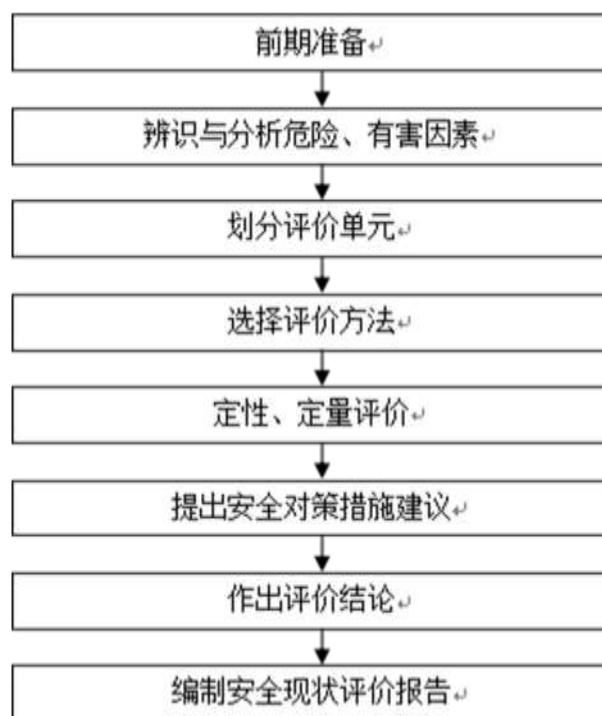 前期准备
辨识与分析危险、有害因素
划分评价单元
选择评价方法
定性、定量评价
提出安全对策措施建议
作出评价结论
编制安全现状评价报告